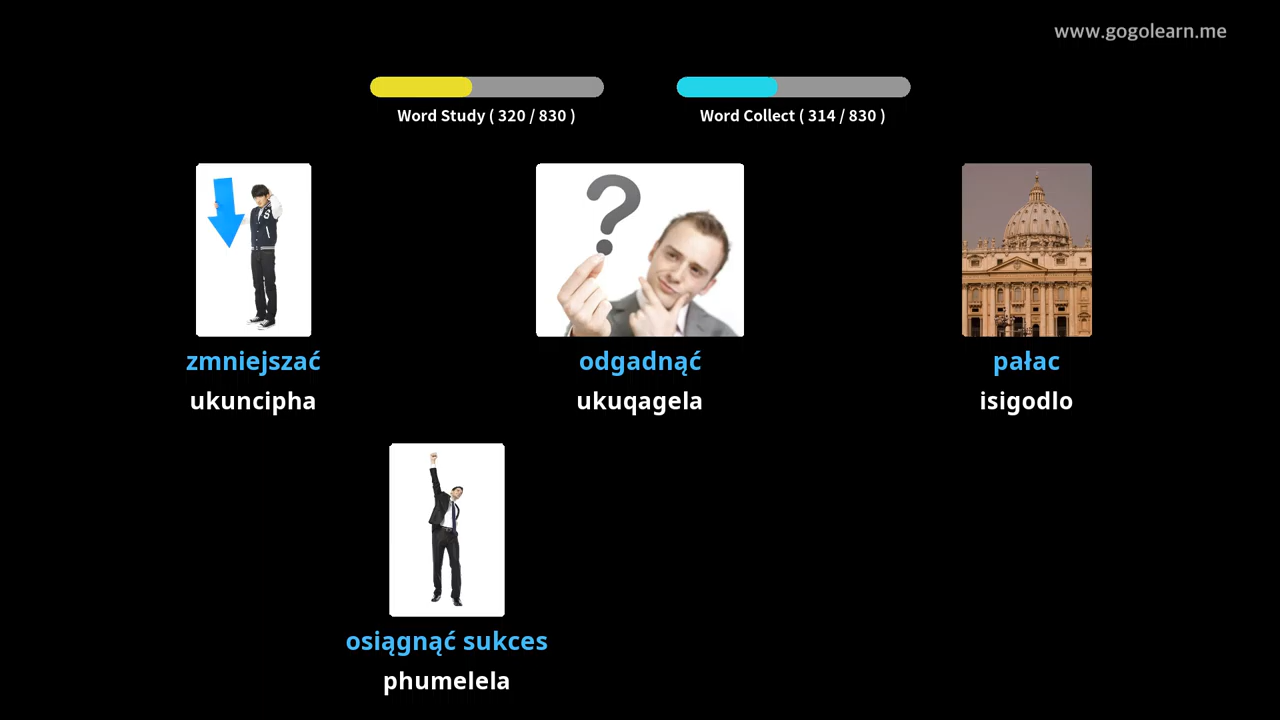 www.gogolearn.me
Word Study ( 320 / 830 )
Word Collect ( 314 / 830 )
zmniejszać
ukuncipha
odgadnąć
ukuqagela
pałac
isigodlo
osiągnąć sukces
phumelela